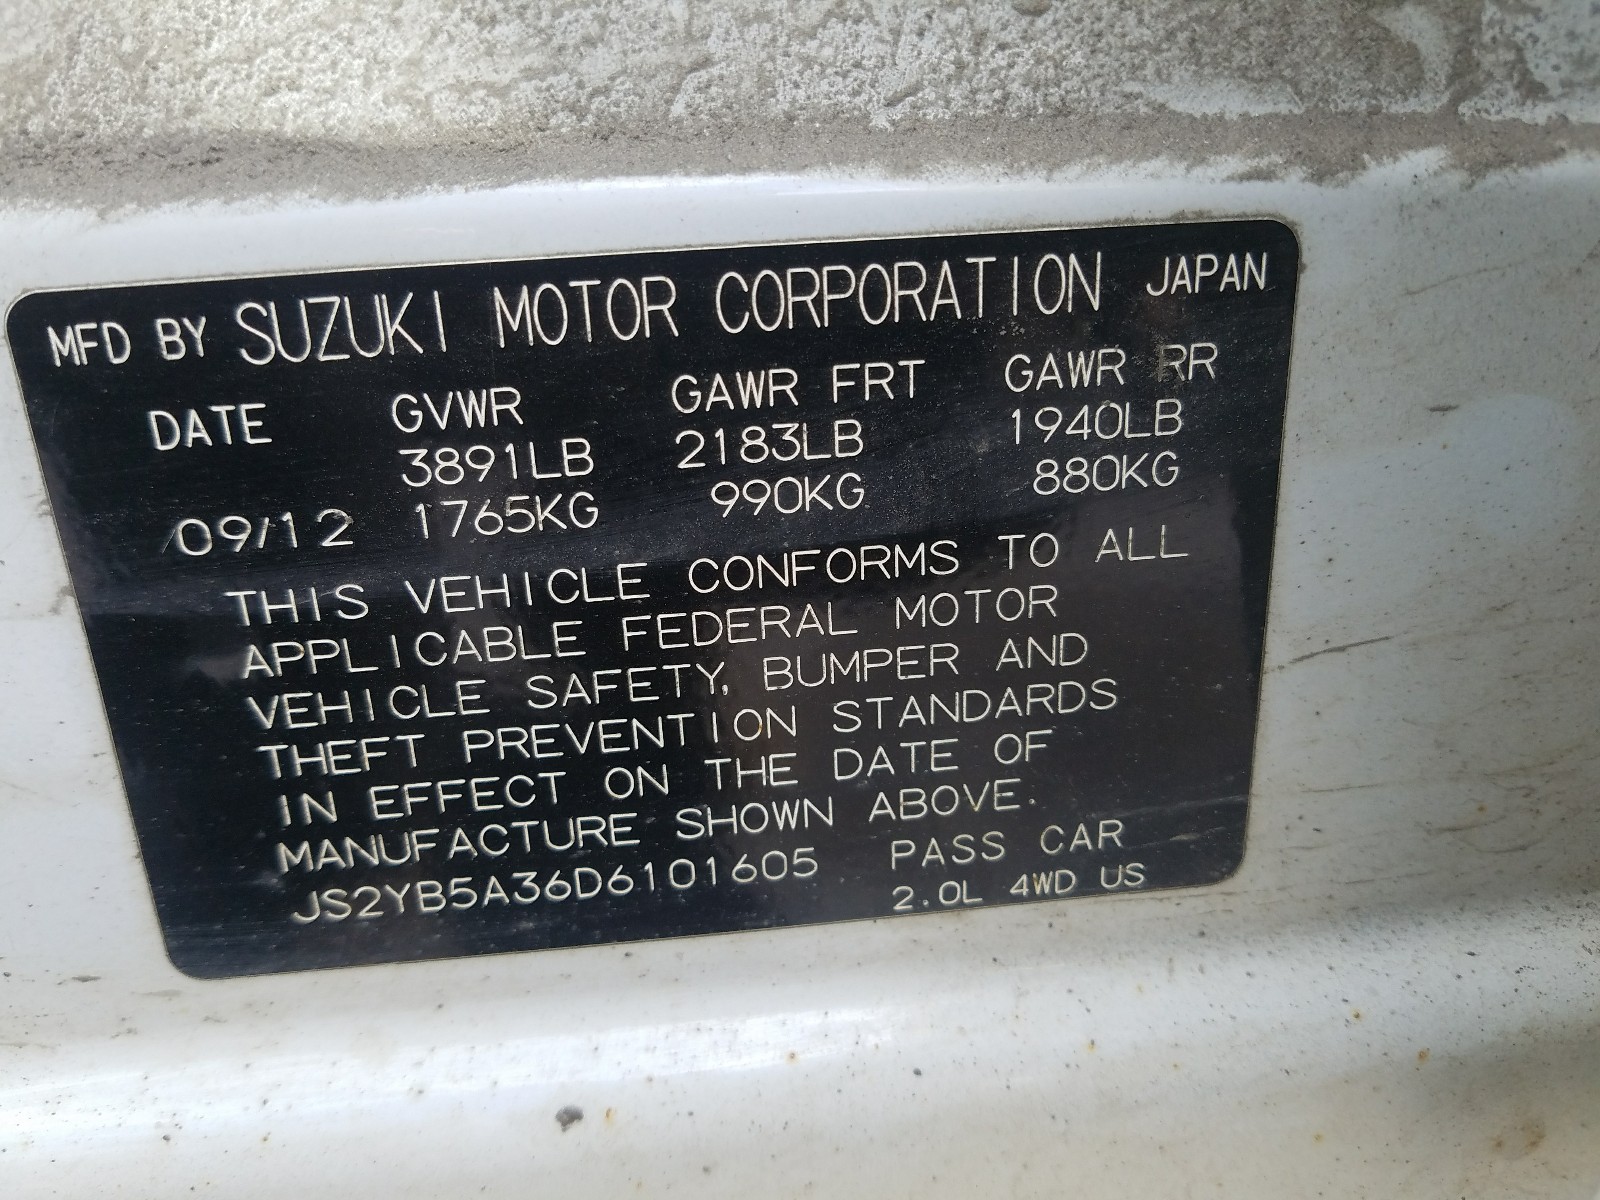 MFD BY SUZUKI MOTOR CORPORATION JAPAN
DATE GVWR GAWR FRT GAWR RR
3891LB 2183LB 1940LB
09/12 1765KG 990KG 880KG
THIS VEHICLE CONFORMS TO ALL
APPLICABLE FEDERAL MOTOR
VEHICLE SAFETY, BUMPER AND
THEFT PREVENTION STANDARDS
IN EFFECT ON THE DATE OF
MANUFACTURE SHOWN ABOVE.
JS2YB5A36D6101605 PASS CAR
2.0L 4WD US